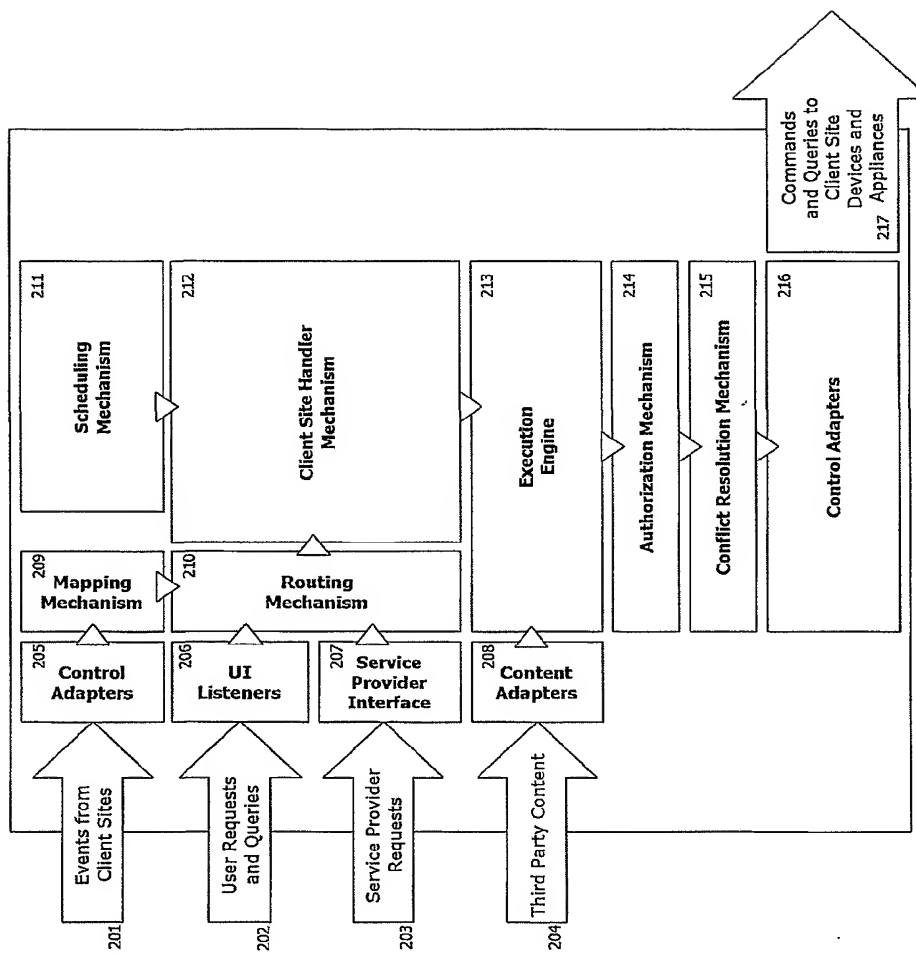 Events from
Client Sites
201
User Requests
and Queries
202
Service Provider
Requests
203
Third Party Content
204
205
Control
Adapters
206
UI
Listeners
207
Service
Provider
Interface
208
Content
Adapters
209
Mapping
Mechanism
210
Routing
Mechanism
211
Scheduling
Mechanism
212
Client Site Handler
Mechanism
213
Execution
Engine
214
Authorization Mechanism
215
Conflict Resolution Mechanism
216
Control Adapters
Commands
and Queries to
Client Site
Devices and
Appliances
217